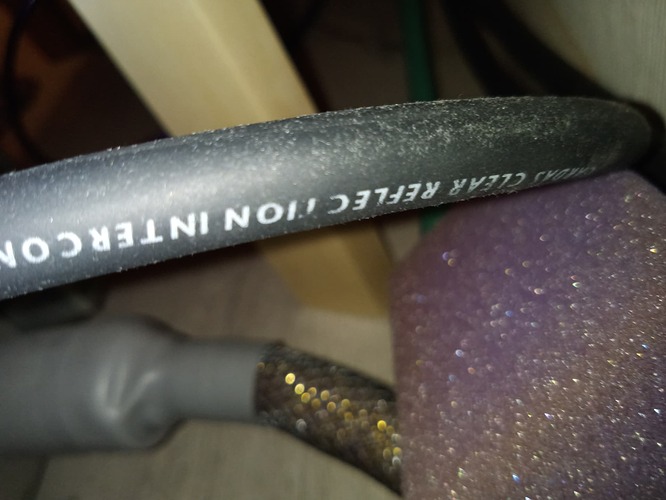 CLEAR REFLECTION INTERCON